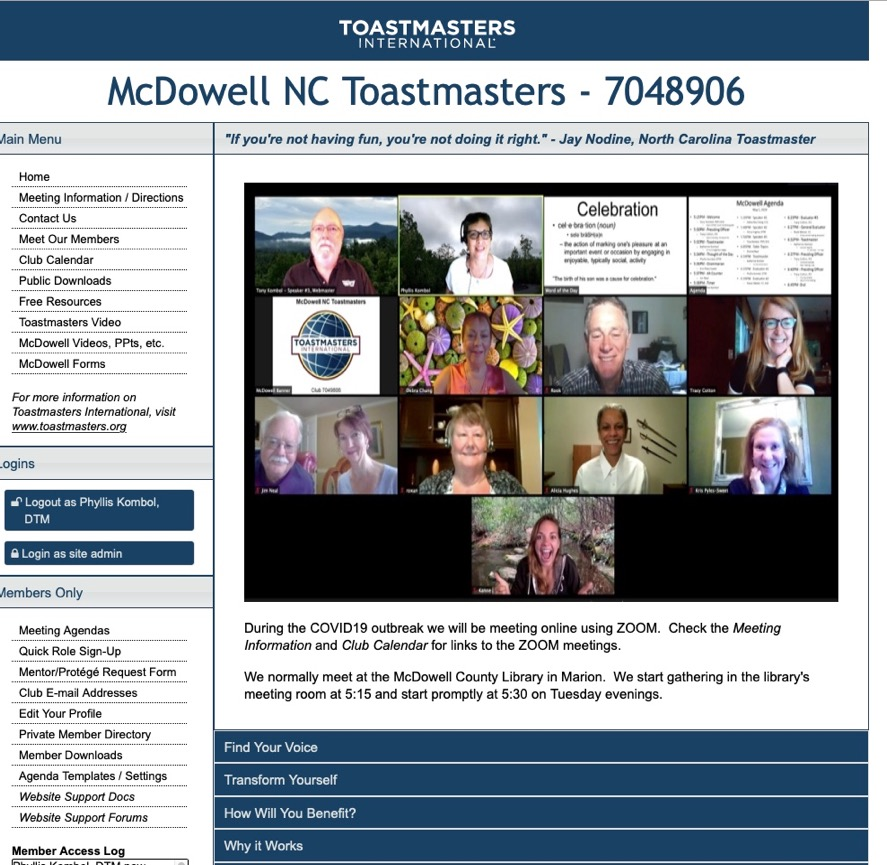 TOASTMASTERS
INTERNATIONAL
McDowell NC Toastmasters - 7048906
Main Menu
Home
Meeting Information / Directions
Contact Us
Meet Our Members
Club Calendar
Public Downloads
Free Resources
Toastmasters Video
McDowell Videos, PPTs, etc.
McDowell Forms
For more information on
Toastmasters International, visit
www.toastmasters.org
Logins
Logout as Phyllis Kombol,
DTM
Login as site admin
Members Only
Meeting Agendas
Quick Role Sign-Up
Mentor/Protégé Request Form
Club E-mail Addresses
Edit Your Profile
Private Member Directory
Member Downloads
Agenda Templates / Settings
Website Support Docs
Website Support Forums
Member Access Log
Phyllis Kombol, DTM now
"If you're not having fun, you're not doing it right." - Jay Nodine, North Carolina Toastmaster
Tony Kombol - Speaker #3, Webmaster
Phyllis Kombol
Celebration
• cel·e·bra·tion (noun)
– the action of marking one's pleasure at an
important event or occasion by engaging in
enjoyable, typically social, activity
"The birth of his son was a cause for celebration."
Word of the Day
McDowell Agenda
Agenda
McDowell NC Toastmasters
TOASTMASTERS
INTERNATIONAL
Club 7048906
McDowell Banner
Debra Chang
Tracy Cotton
Jim Neal
Alicia Hughes
Kris Pyles-Sweet
During the COVID19 outbreak we will be meeting online using ZOOM. Check the Meeting
Information and Club Calendar for links to the ZOOM meetings.
We normally meet at the McDowell County Library in Marion. We start gathering in the library's
meeting room at 5:15 and start promptly at 5:30 on Tuesday evenings.
Find Your Voice
Transform Yourself
How Will You Benefit?
Why it Works